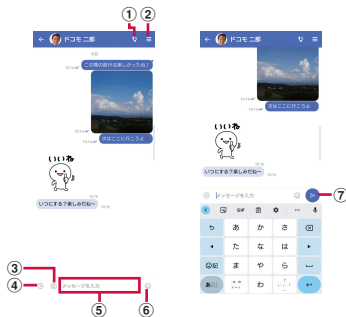 ① ②
← ドコモ 二郎
今日
この間の旅行は楽しかったね!
次はここに行こうよ
いいね
いつにする?楽しみだね~
③
④
メッセージを入力
⑤ ⑥
← ドコモ 二郎
次はここに行こうよ
いいね
いつにする?楽しみだね~
メッセージを入力
⑦
GIF
あ か さ
た な は
☺記 ま や ら
わ